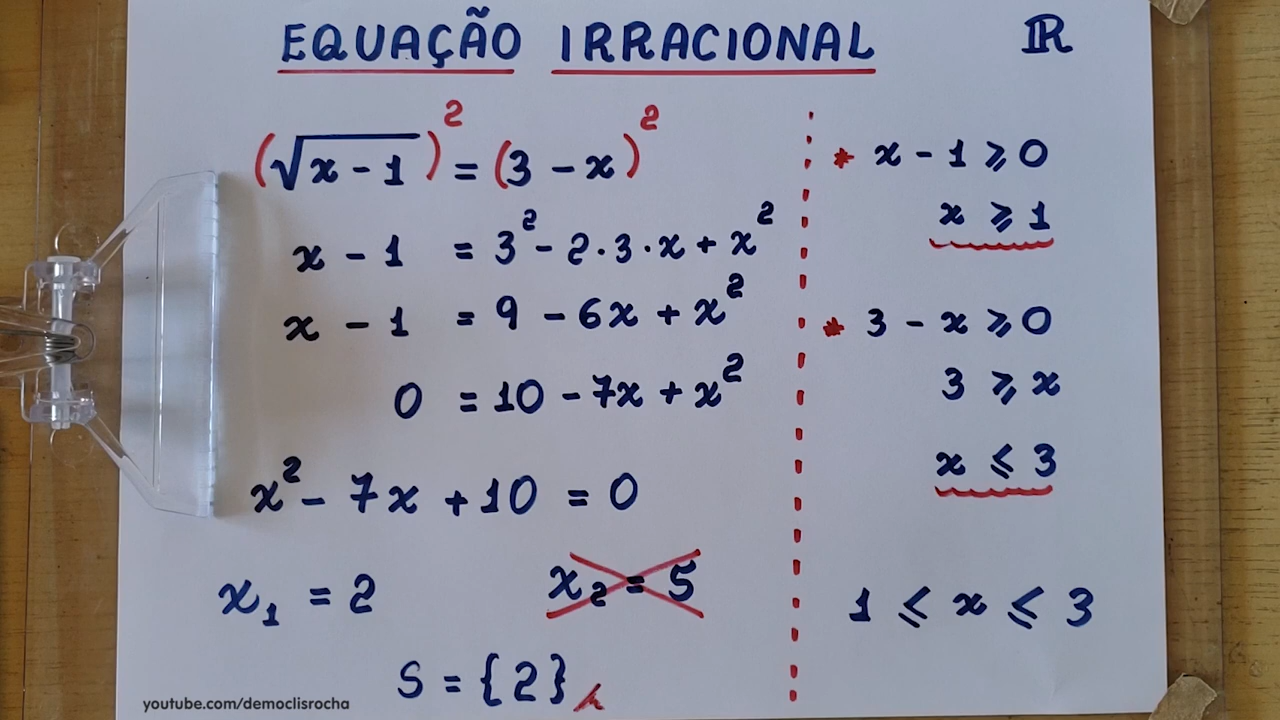 EQUAÇÃO IRRACIONAL
ℝ
(√x - 1)² = (3 - x)²
x - 1 = 3² - 2·3·x + x²
x - 1 = 9 - 6x + x²
0 = 10 - 7x + x²
x² - 7x + 10 = 0
x₁ = 2
x₂ = 5
S = {2}
* x - 1 ⩾ 0
x ⩾ 1
* 3 - x ⩾ 0
3 ⩾ x
x ⩽ 3
1 ⩽ x ⩽ 3
youtube.com/democlisrocha